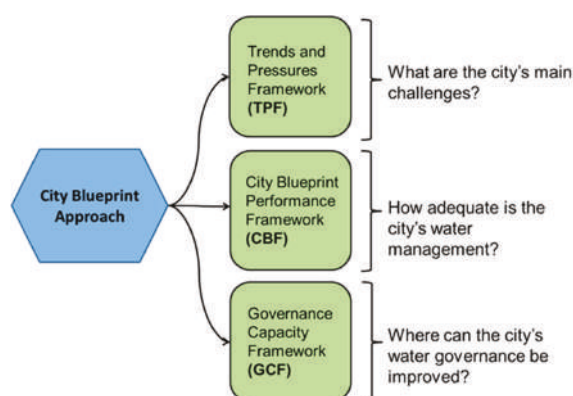 City Blueprint
Approach
Trends and
Pressures
Framework
(TPF)
What are the city's main
challenges?
City Blueprint
Performance
Framework
(CBF)
How adequate is the
city's water
management?
Governance
Capacity
Framework
(GCF)
Where can the city's
water governance be
improved?